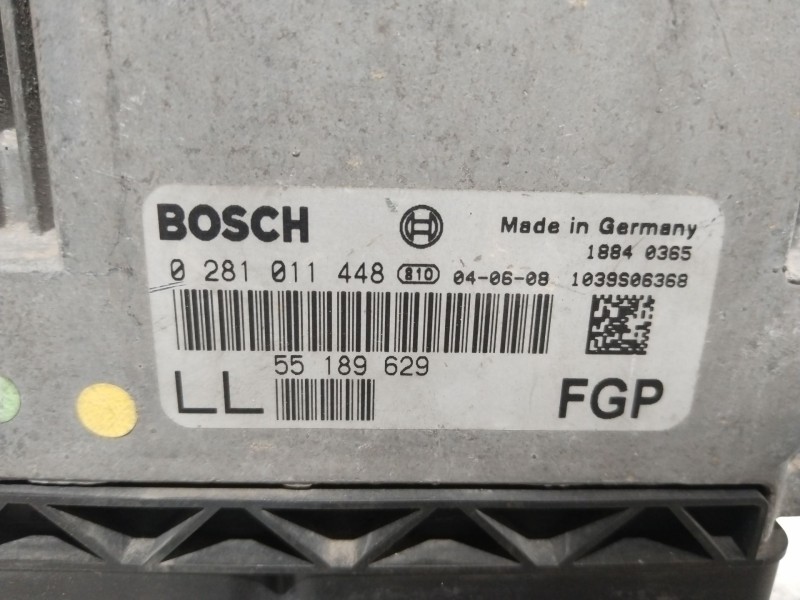 BOSCH Made in Germany
1884 0365
0 281 011 448 810 04-06-08 1039S06368
55 189 629
LL FGP